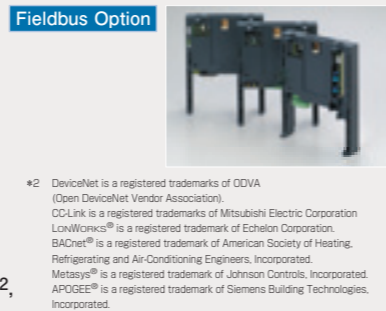 Fieldbus Option
*2 DeviceNet is a registered trademarks of ODVA
(Open DeviceNet Vendor Association).
CC-Link is a registered trademarks of Mitsubishi Electric Corporation
LONWORKS® is a registered trademark of Echelon Corporation.
BACnet® is a registered trademark of American Society of Heating,
Refrigerating and Air-Conditioning Engineers, Incorporated.
Metasys® is a registered trademark of Johnson Controls, Incorporated.
APOGEE® is a registered trademark of Siemens Building Technologies,
Incorporated.
2,